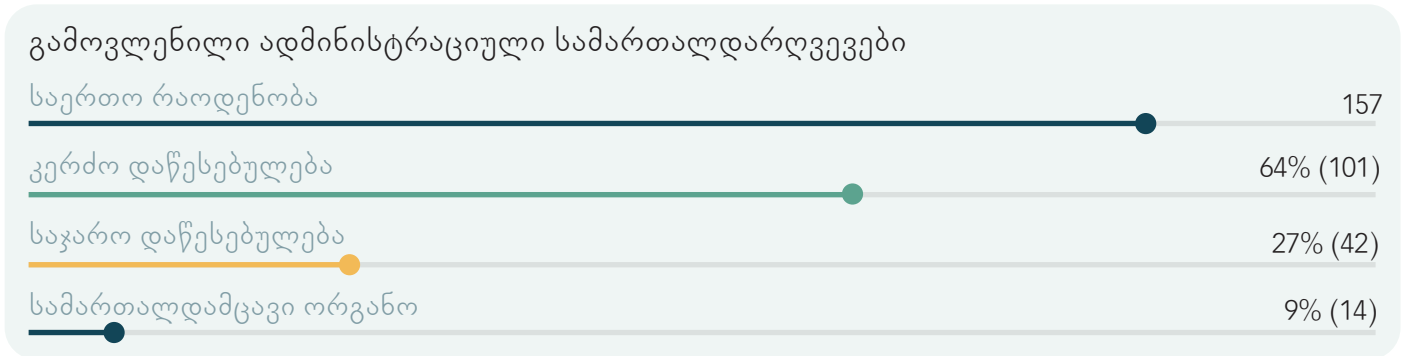 გამოვლენილი ადმინისტრაციული სამართალდარღვევები
საერთო რაოდენობა 157
კერძო დაწესებულება 64% (101)
საჯარო დაწესებულება 27% (42)
სამართალდამცავი ორგანო 9% (14)